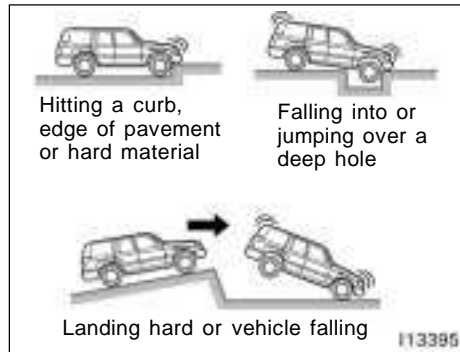 Hitting a curb,
edge of pavement
or hard material
Falling into or
jumping over a
deep hole
Landing hard or vehicle falling
I13395